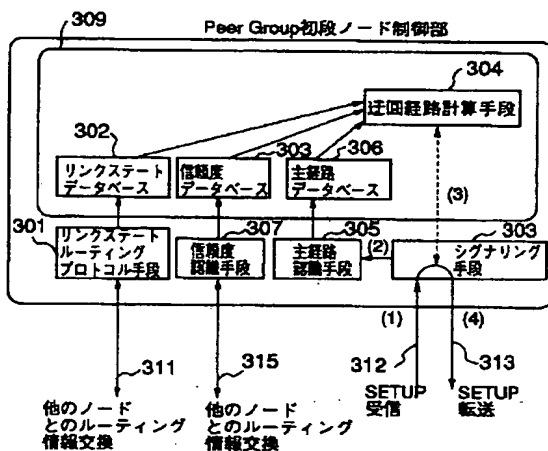 Peer Group初段ノード制御部
309
304
迂回経路計算手段
302
303
306
リンクステート
データベース
信頼度
データベース
主経路
データベース
(3)
301
307
305
303
リンクステート
ルーティング
プロトコル手段
信頼度
認識手段
主経路
認識手段
(2)
シグナリング
手段
(1)
(4)
311
315
312
313
他のノード
とのルーティング
情報交換
他のノード
とのルーティング
情報交換
SETUP
受信
SETUP
転送